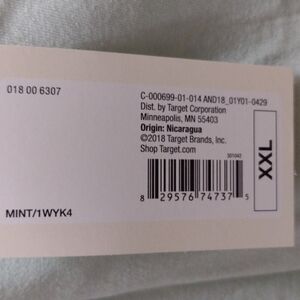 018 00 6307
C-000699-01-014 AND18_01Y01-0429
Dist. by Target Corporation
Minneapolis, MN 55403
Origin: Nicaragua
©2018 Target Brands, Inc.
Shop Target.com
301042
8 29576 74737 5
XXL
MINT/1WYK4